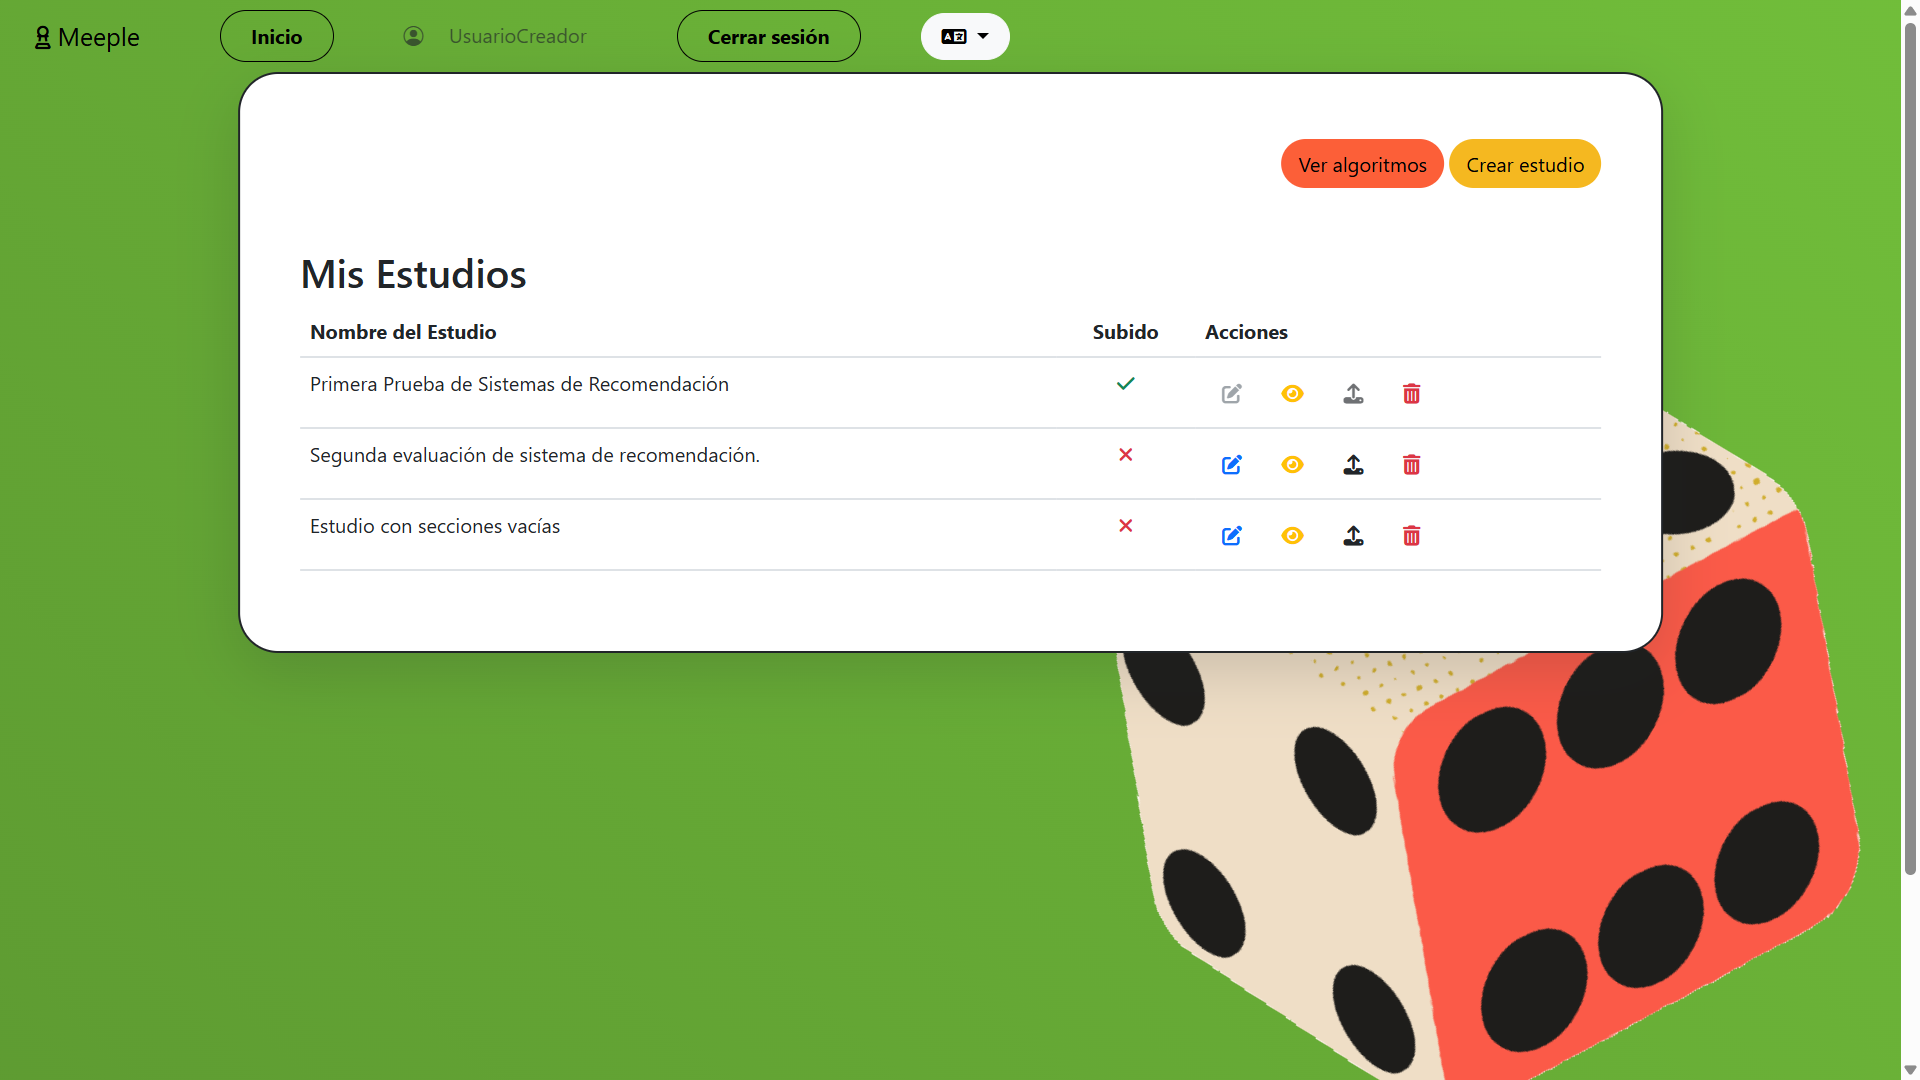 Meeple
Inicio
UsuarioCreador
Cerrar sesión
Ver algoritmos
Crear estudio
Mis Estudios
Nombre del Estudio Subido Acciones
Primera Prueba de Sistemas de Recomendación
Segunda evaluación de sistema de recomendación.
Estudio con secciones vacías